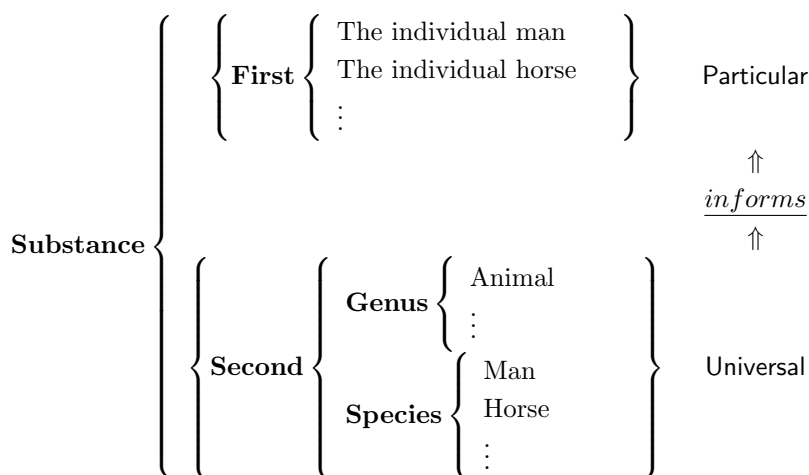 The individual man
First The individual horse Particular
⋮
⇑
informs
Substance
⇑
Animal
Genus
⋮
Second Universal
Man
Species Horse
⋮